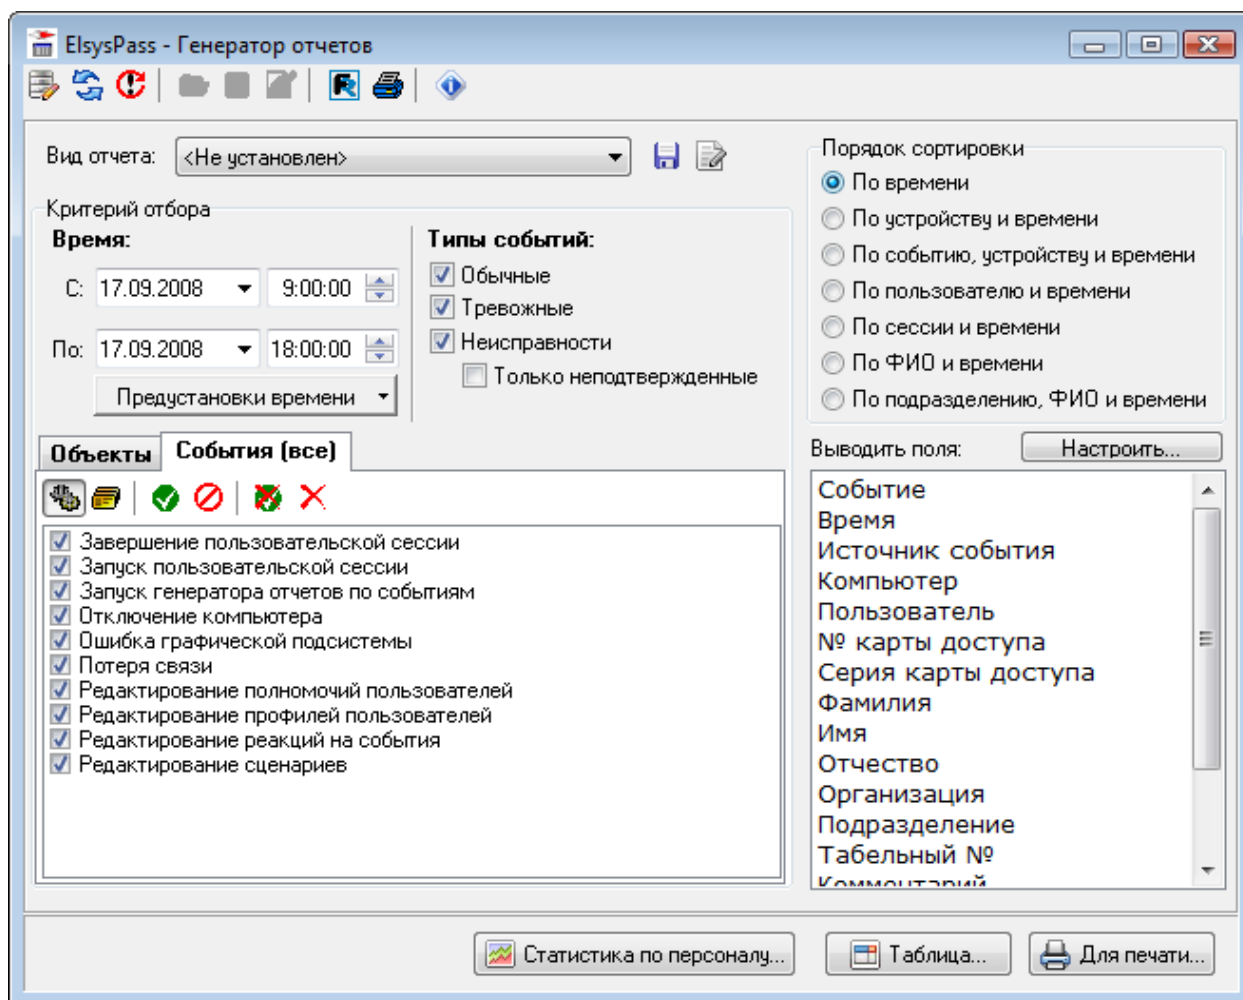 ElsysPass - Генератор отчетов
Вид отчета: <Не установлен>
Критерий отбора
Время:
С: 17.09.2008 9:00:00
По: 17.09.2008 18:00:00
Предустановки времени
Типы событий:
Обычные
Тревожные
Неисправности
Только неподтвержденные
Порядок сортировки
По времени
По устройству и времени
По событию, устройству и времени
По пользователю и времени
По сессии и времени
По ФИО и времени
По подразделению, ФИО и времени
Объекты События (все)
Завершение пользовательской сессии
Запуск пользовательской сессии
Запуск генератора отчетов по событиям
Отключение компьютера
Ошибка графической подсистемы
Потеря связи
Редактирование полномочий пользователей
Редактирование профилей пользователей
Редактирование реакций на события
Редактирование сценариев
Выводить поля: Настроить...
Событие
Время
Источник события
Компьютер
Пользователь
№ карты доступа
Серия карты доступа
Фамилия
Имя
Отчество
Организация
Подразделение
Табельный №
Комментарий
Статистика по персоналу... Таблица... Для печати...